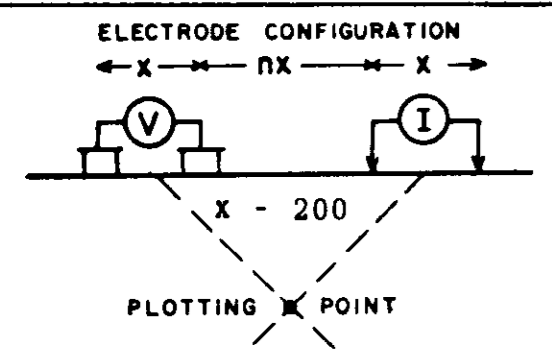 ELECTRODE CONFIGURATION
X nX X
V I
X - 200
PLOTTING POINT